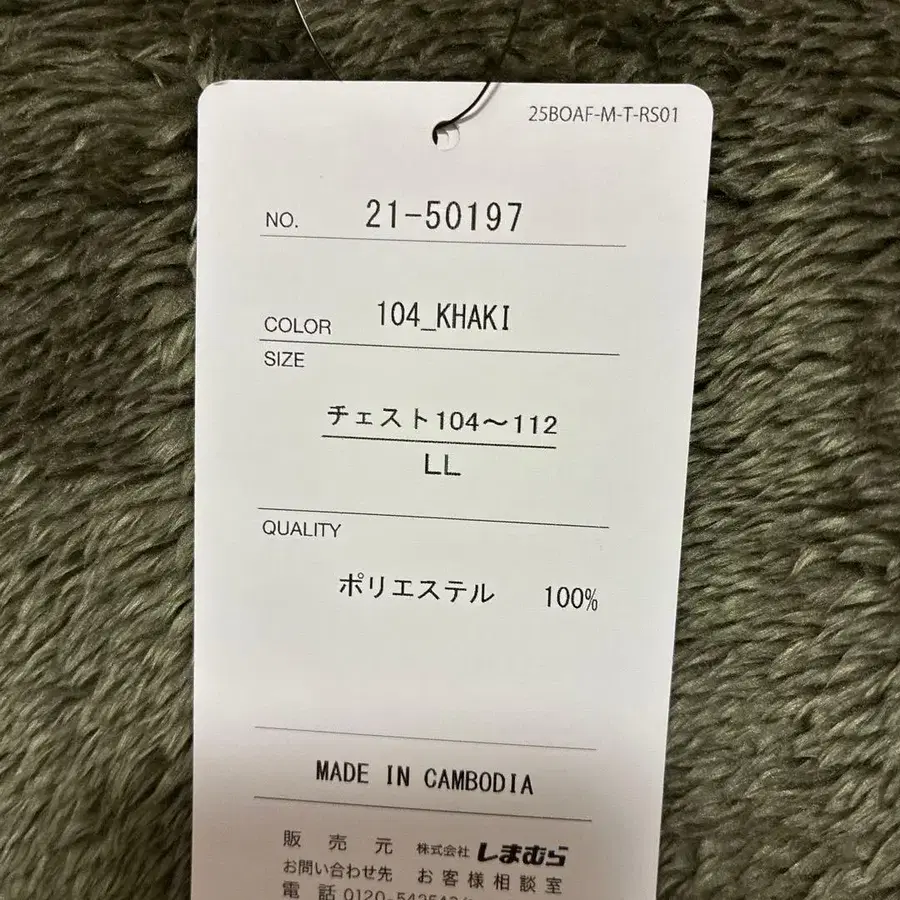 25BOAF-M-T-RS01
NO. 21-50197
COLOR 104_KHAKI
SIZE
チェスト104～112
LL
QUALITY
ポリエステル 100%
MADE IN CAMBODIA
販売元 株式会社 しまむら
お問い合わせ先 お客様相談室
電話